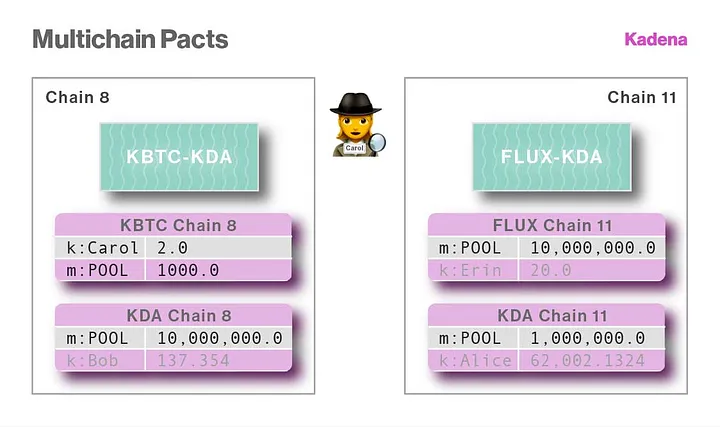 Multichain Pacts
Kadena
Chain 8
KBTC-KDA
KBTC Chain 8
k:Carol 2.0
m:POOL 1000.0
KDA Chain 8
m:POOL 10,000,000.0
k:Bob 137.354
Carol
Chain 11
FLUX-KDA
FLUX Chain 11
m:POOL 10,000,000.0
k:Erin 20.0
KDA Chain 11
m:POOL 1,000,000.0
k:Alice 62,002.1324